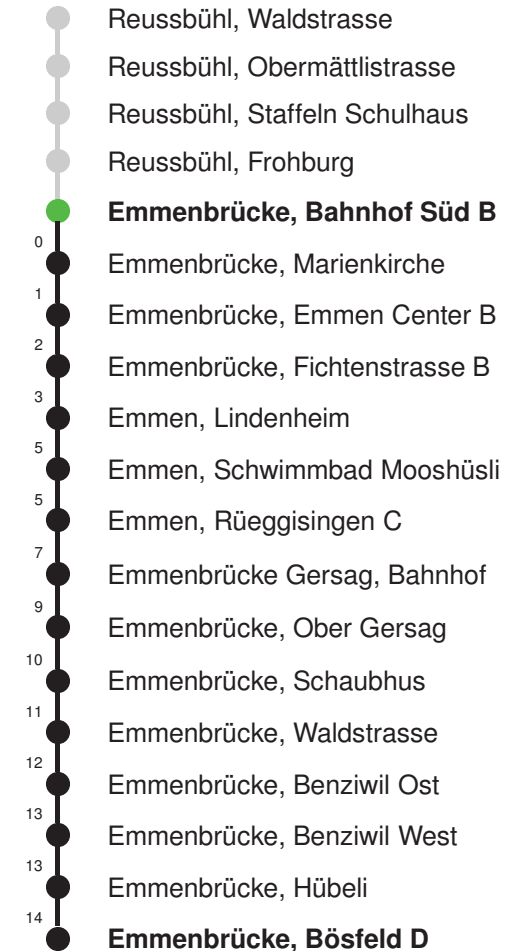 Reussbühl, Waldstrasse
Reussbühl, Obermättlistrasse
Reussbühl, Staffeln Schulhaus
Reussbühl, Frohburg
Emmenbrücke, Bahnhof Süd B
0
Emmenbrücke, Marienkirche
1
Emmenbrücke, Emmen Center B
2
Emmenbrücke, Fichtenstrasse B
3
Emmen, Lindenheim
5
Emmen, Schwimmbad Mooshüsli
5
Emmen, Rüeggisingen C
7
Emmenbrücke Gersag, Bahnhof
9
Emmenbrücke, Ober Gersag
10
Emmenbrücke, Schaubhus
11
Emmenbrücke, Waldstrasse
12
Emmenbrücke, Benziwil Ost
13
Emmenbrücke, Benziwil West
13
Emmenbrücke, Hübeli
14
Emmenbrücke, Bösfeld D